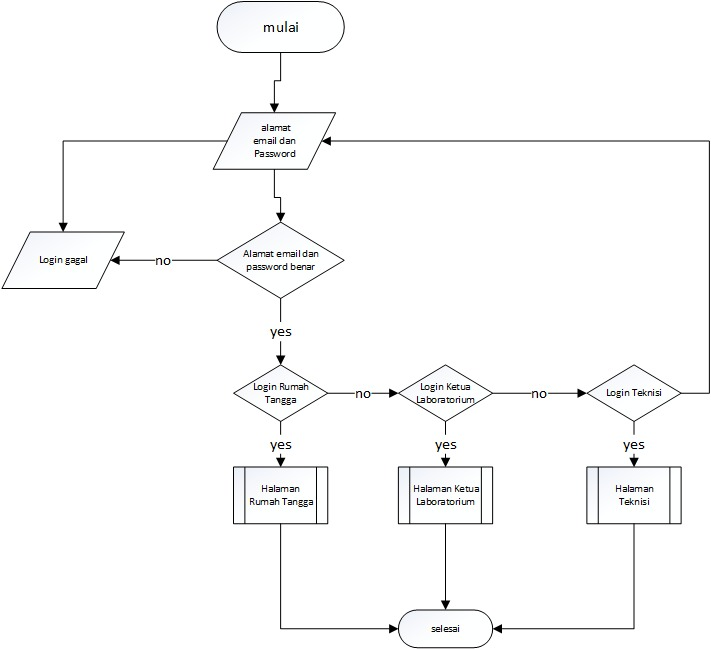 mulai
alamat
email dan
Password
Alamat email dan
password benar
no
Login gagal
yes
Login Rumah
Tangga
no
Login Ketua
Laboratorium
no
Login Teknisi
yes
yes
yes
Halaman
Rumah Tangga
Halaman Ketua
Laboratorium
Halaman
Teknisi
selesai